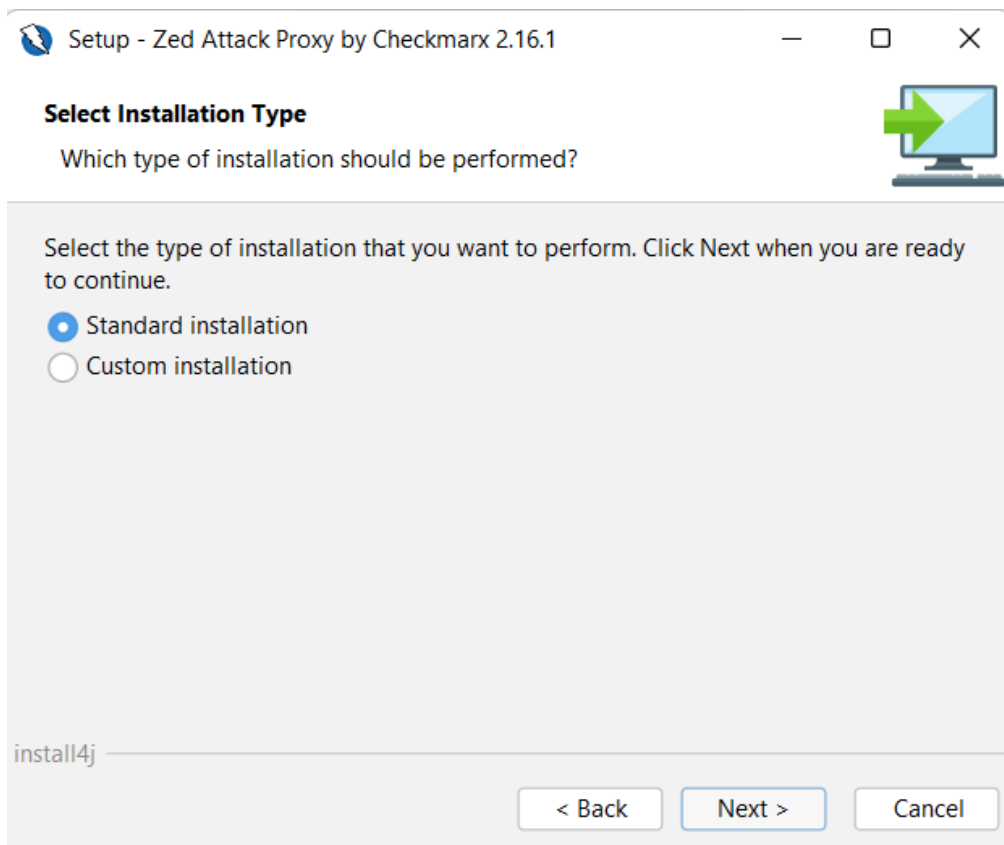 Setup - Zed Attack Proxy by Checkmarx 2.16.1
Select Installation Type
Which type of installation should be performed?
Select the type of installation that you want to perform. Click Next when you are ready
to continue.
Standard installation
Custom installation
install4j
< Back
Next >
Cancel